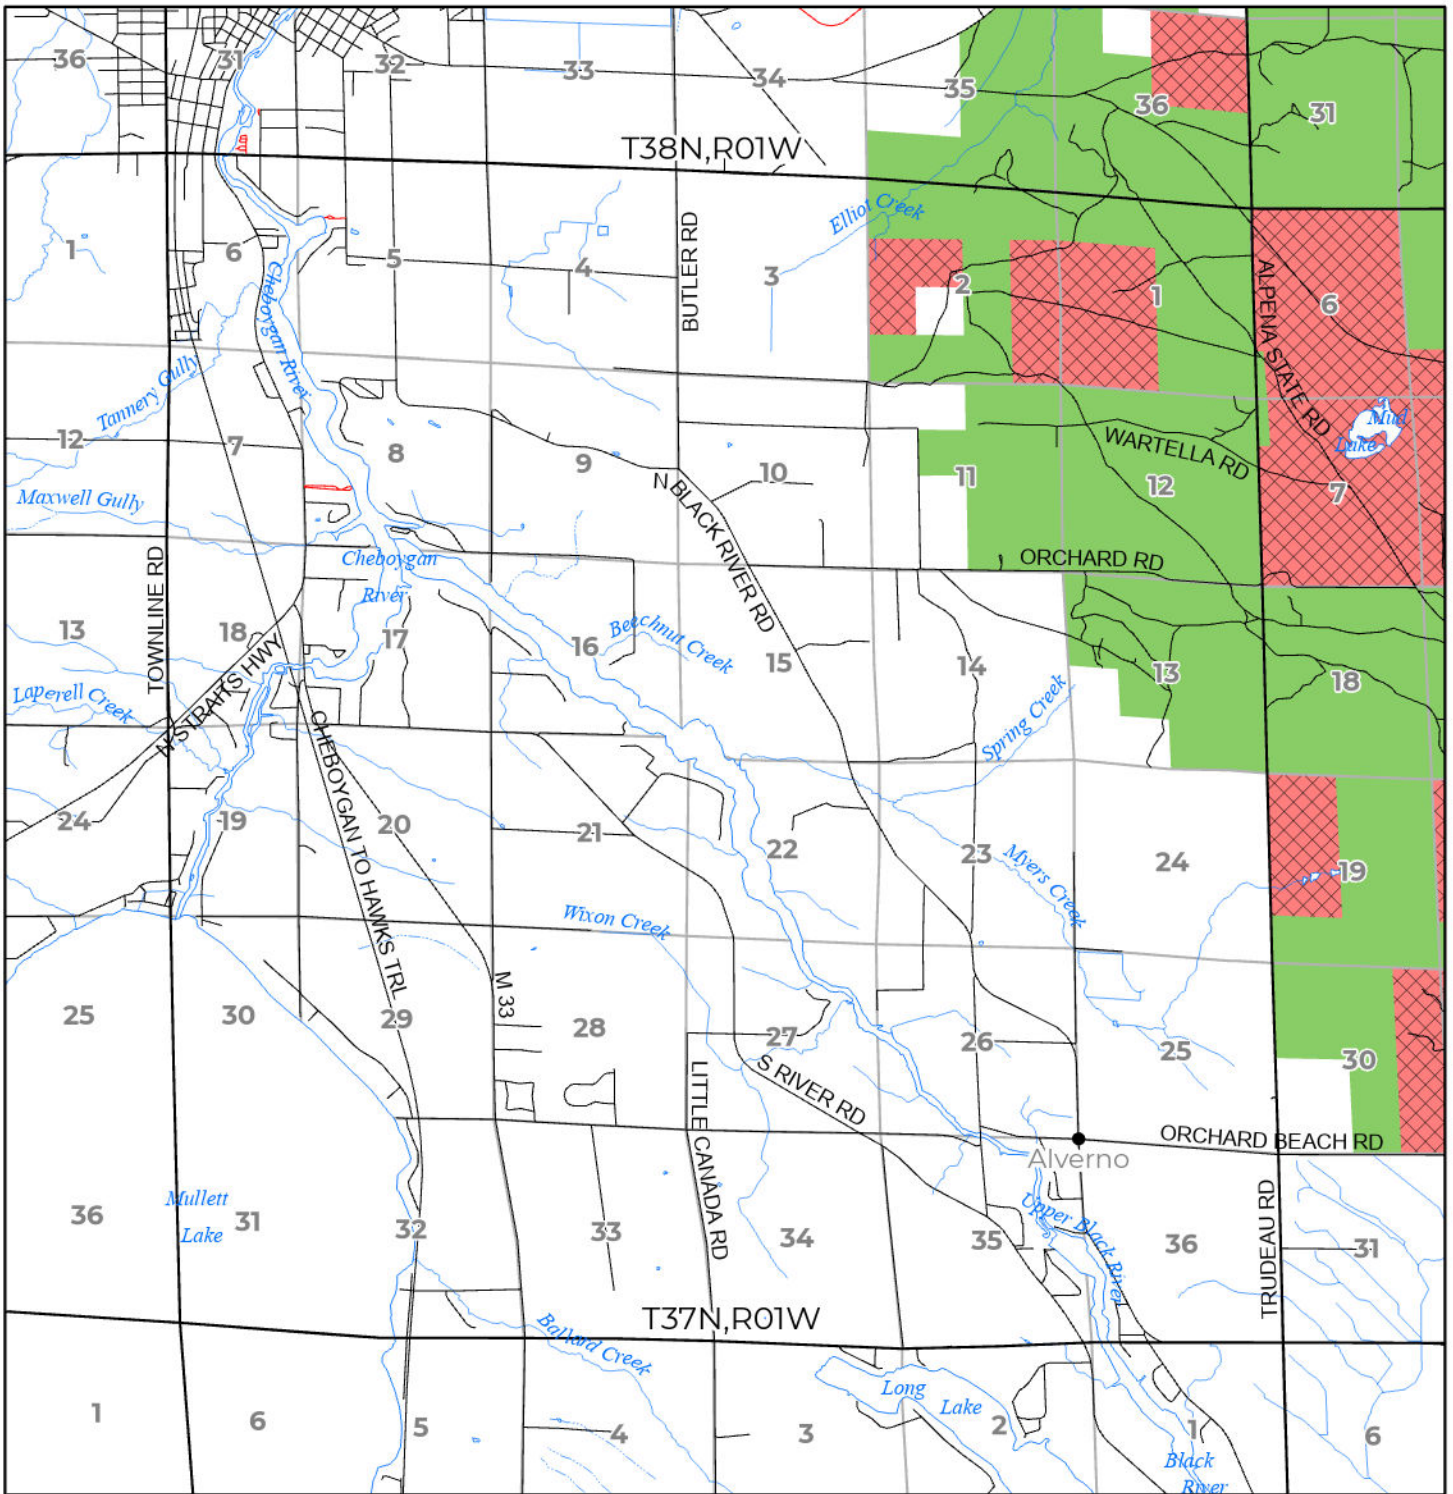 36
31
32
33
34
35
36
31
T38N,R01W
1
6
5
4
3
2
1
6
Elliot Creek
BUTLER RD
Cheboygan River
ALPENA STATE RD
Tannery Gully
Mud
Lake
12
7
8
9
10
11
12
7
WARTELLA RD
Maxwell Gully
N BLACK RIVER RD
Cheboygan
River
ORCHARD RD
TOWNLINE RD
13
18
17
16
15
14
13
18
Beechnut Creek
N STRAITS HWY
Laperell Creek
Spring Creek
CHEBOYGAN TO HAWKS TRL
24
19
20
21
22
23
24
19
Myers Creek
Wixon Creek
M 33
25
30
29
28
27
26
25
30
S RIVER RD
LITTLE CANADA RD
ORCHARD BEACH RD
Alverno
Mullett
Lake
36
31
32
33
34
35
36
31
Upper Black River
TRUDEAU RD
T37N,R01W
Ballard Creek
Long
Lake
1
6
5
4
3
2
1
6
Black
River